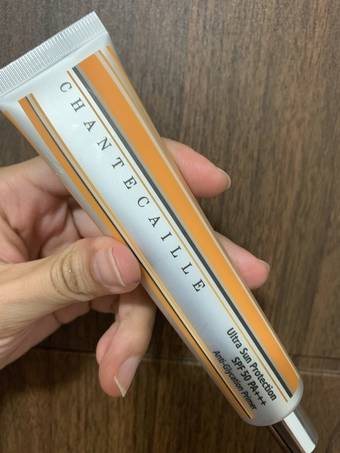 CHANTECAILLE
Ultra Sun Protection
SPF 50 PA+++
Anti-Glycation Primer